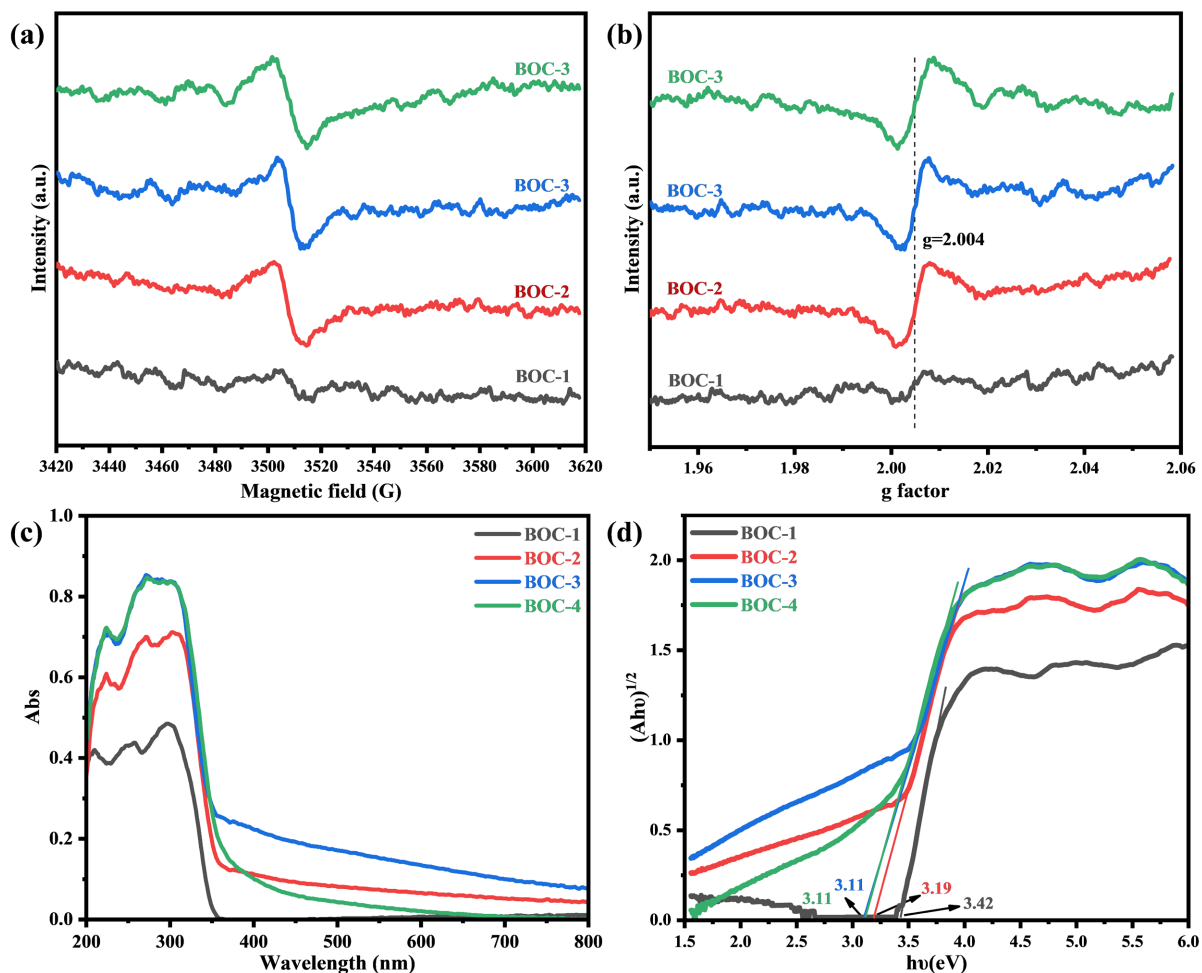 (a)
BOC-3
BOC-3
BOC-2
BOC-1
Intensity (a.u.)
3420 3440 3460 3480 3500 3520 3540 3560 3580 3600 3620
Magnetic field (G)
(b)
BOC-3
BOC-3
g=2.004
BOC-2
BOC-1
Intensity (a.u.)
1.96 1.98 2.00 2.02 2.04 2.06
g factor
(c)
BOC-1
BOC-2
BOC-3
BOC-4
Abs
1.0
0.8
0.6
0.4
0.2
0.0
200 300 400 500 600 700 800
Wavelength (nm)
(d)
BOC-1
BOC-2
BOC-3
BOC-4
(Ahυ)1/2
2.0
1.5
1.0
0.5
0.0
3.11 3.11 3.19 3.42
1.5 2.0 2.5 3.0 3.5 4.0 4.5 5.0 5.5 6.0
hυ(eV)